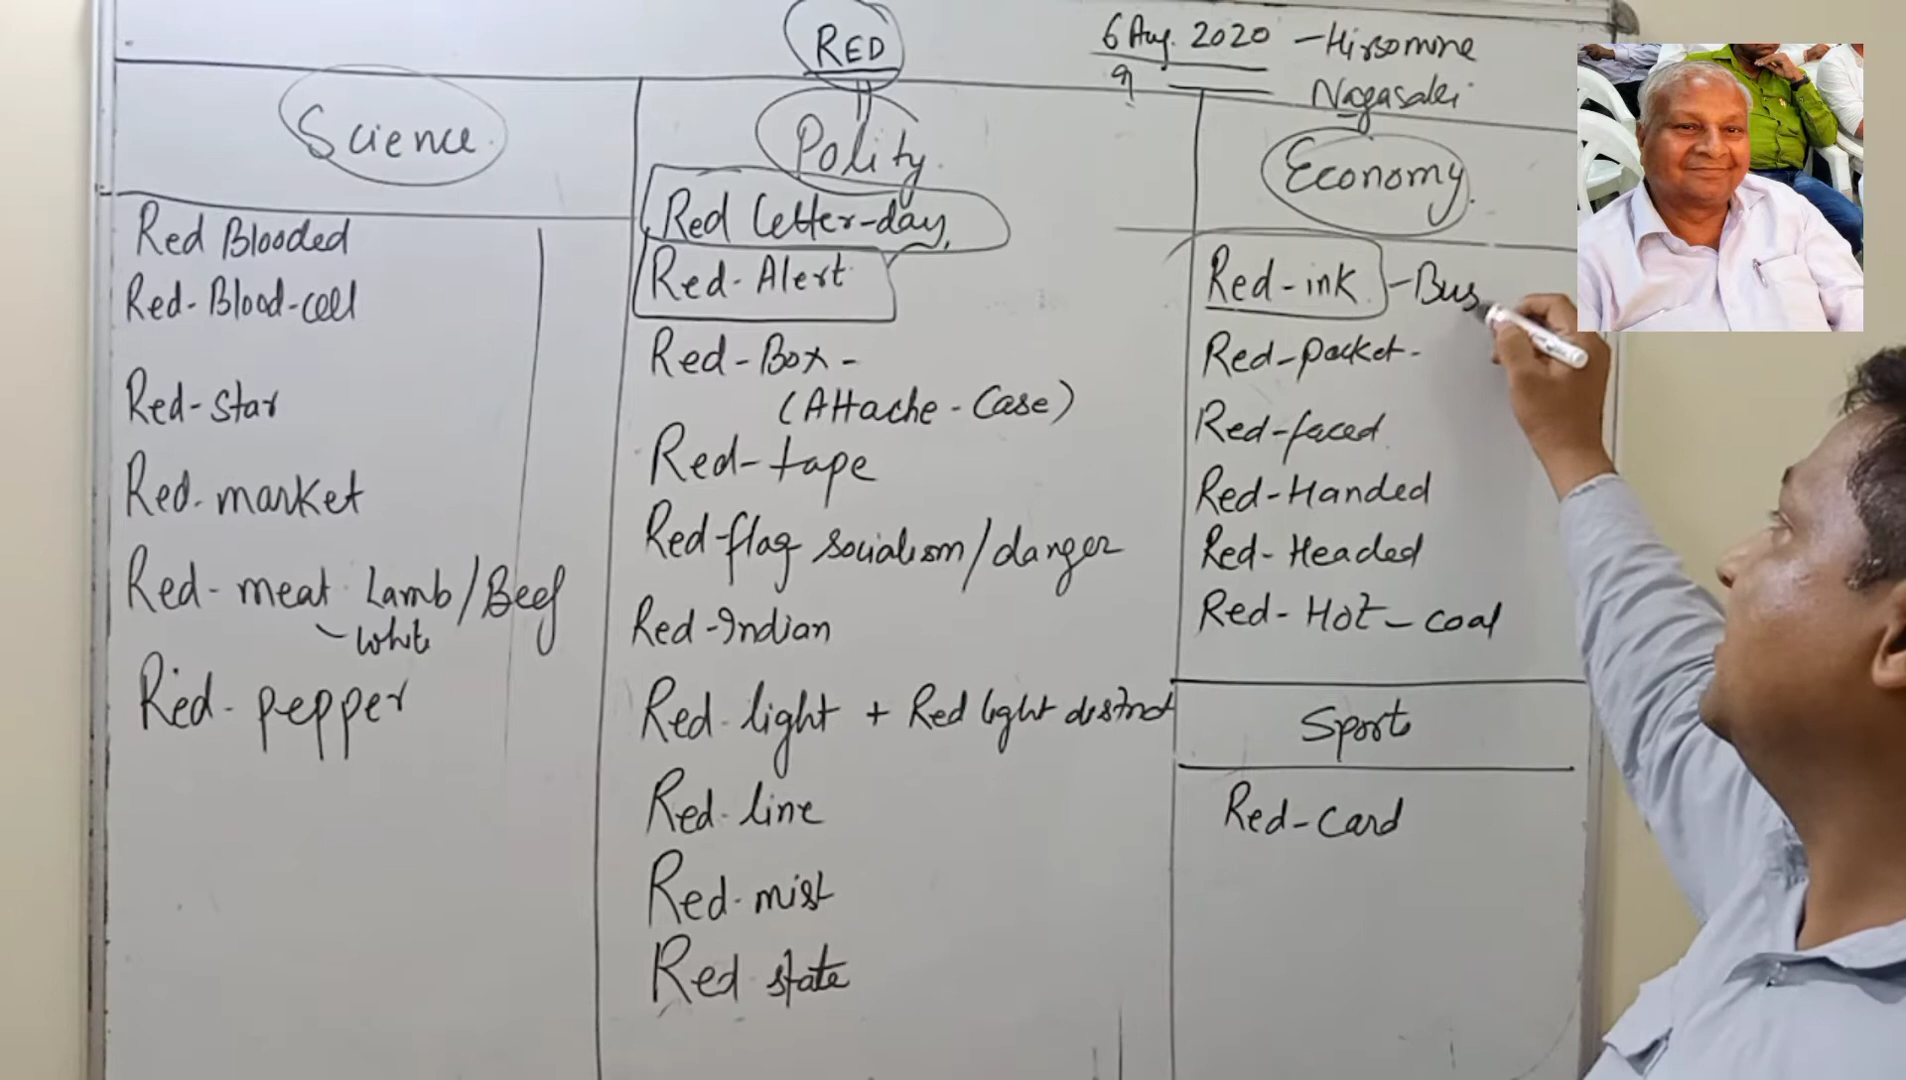 RED
6 Aug. 2020 - Hirsomine
9 Nagasaki
Science
Red Blooded
Red-Blood-cell
Red-star
Red-market
Red-meat Lamb/Beef
- white
Red-pepper
Polity
Red Letter-day
Red-Alert
Red-Box -
(Attache-Case)
Red-tape
Red-flag socialism/danger
Red-Indian
Red-light + Red light district
Red-line
Red-mist
Red state
Economy
Red-ink - Bus
Red-packet -
Red-faced
Red-Handed
Red-Headed
Red-Hot-coal
Sport
Red-card